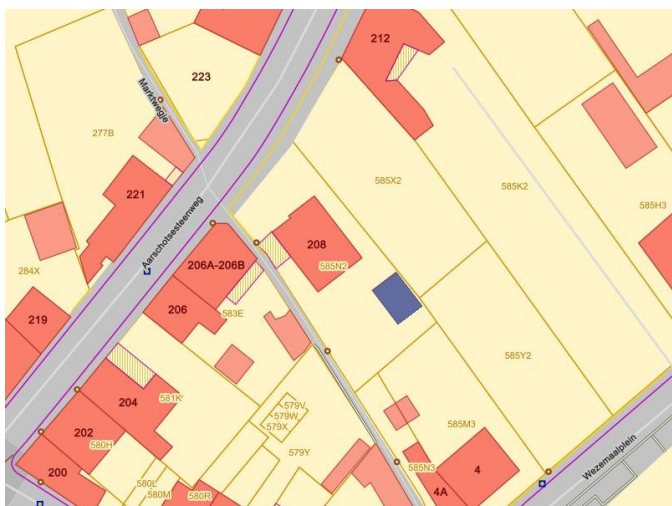 212
223
Marktwegje
277B
585X2
585K2
221
585H3
Aarschotsesteenweg
208
284X
206A-206B
585N2
219
206
583E
585Y2
204
581K
202
580H
579V
579W
579X
585M3
579Y
200
580L
580M
580R
585N3
4
4A
Wezemaalplein